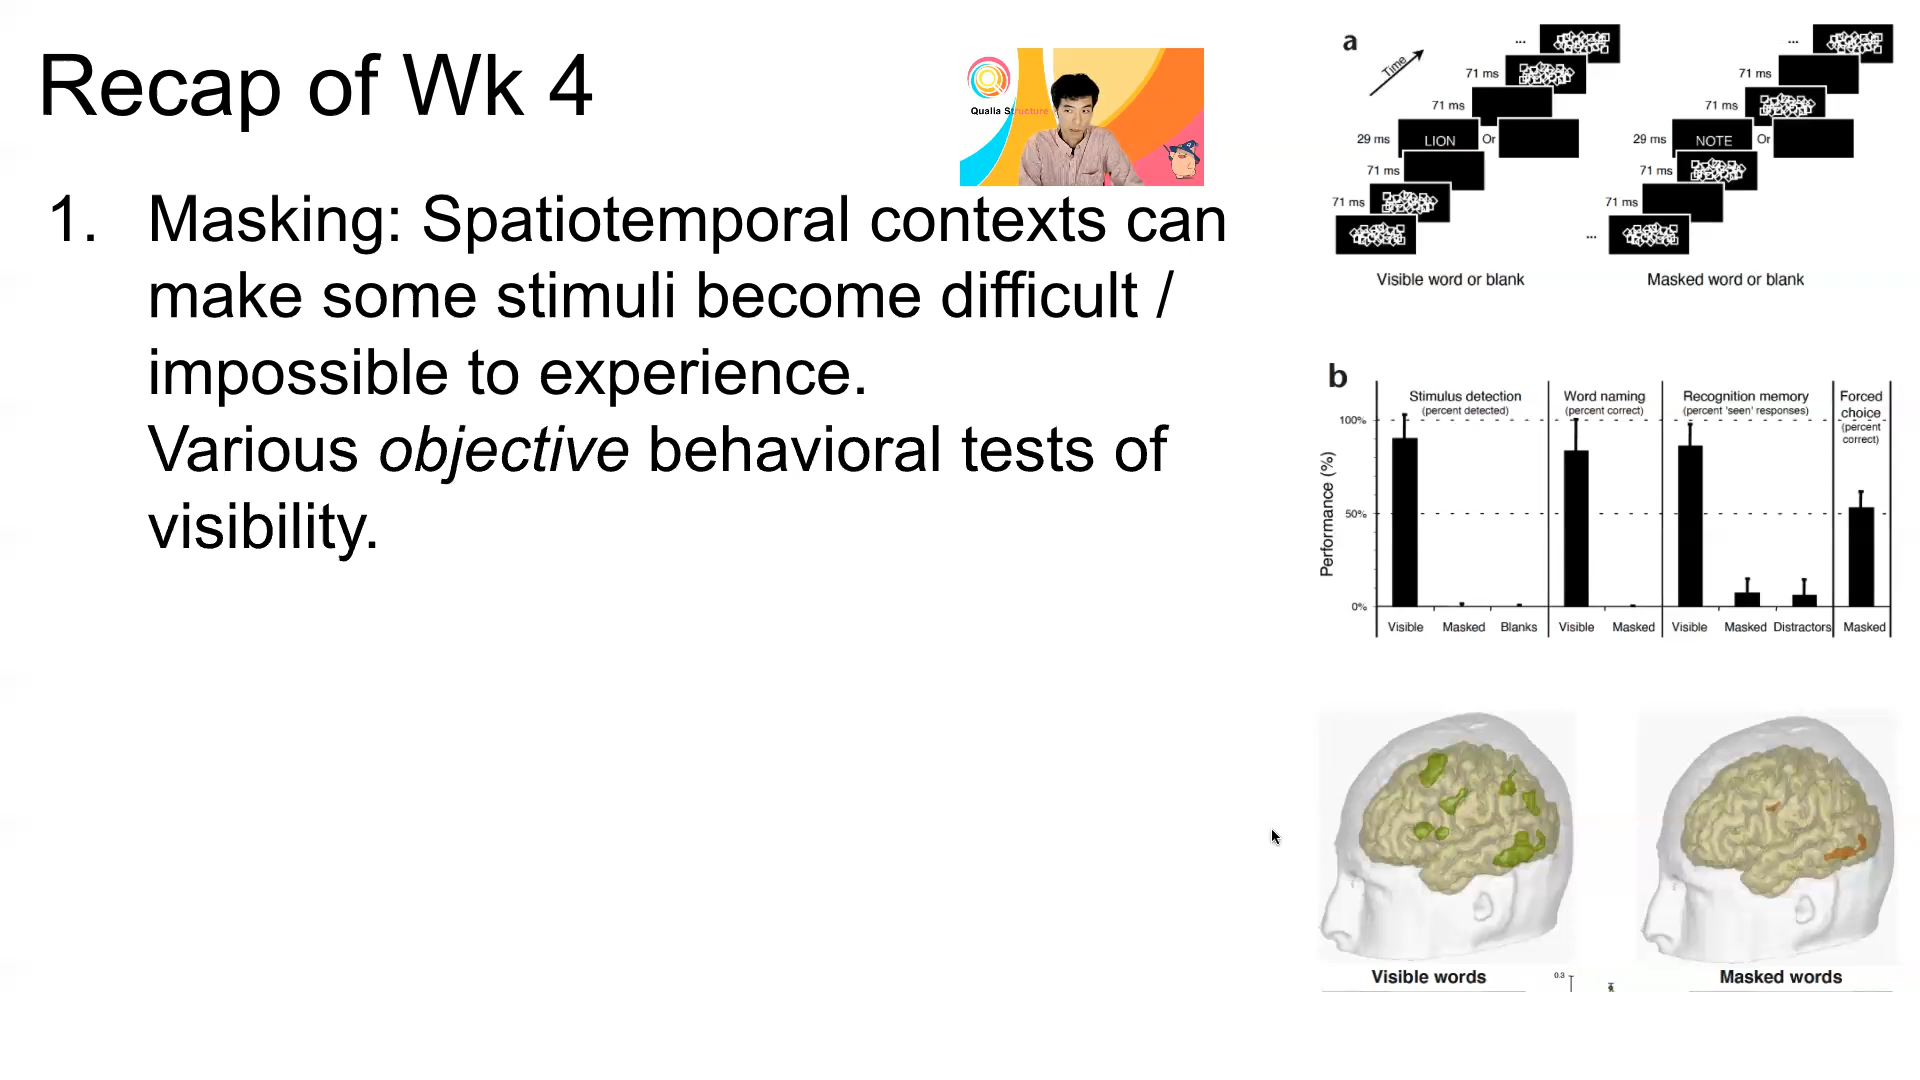 Recap of Wk 4
Qualia Structure
1. Masking: Spatiotemporal contexts can
make some stimuli become difficult /
impossible to experience.
Various objective behavioral tests of
visibility.
a
Time
...
71 ms
71 ms
29 ms
LION
Or
71 ms
71 ms
Visible word or blank
...
71 ms
71 ms
29 ms
NOTE
Or
71 ms
71 ms
...
Masked word or blank
b
Stimulus detection
(percent detected)
Word naming
(percent correct)
Recognition memory
(percent 'seen' responses)
Forced
choice
(percent
correct)
Performance (%)
100%
50%
0%
Visible Masked Blanks Visible Masked Visible Masked Distractors Masked
Visible words
0.3
Masked words